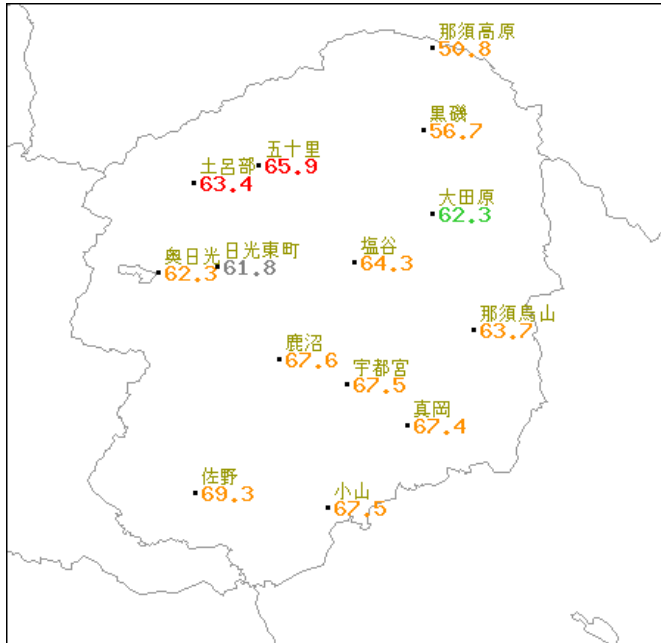 那須高原
50.8
黒磯
56.7
五十里
65.9
土呂部
63.4
大田原
62.3
奥日光
62.3
日光東町
61.8
塩谷
64.3
那須烏山
63.7
鹿沼
67.6
宇都宮
67.5
真岡
67.4
佐野
69.3
小山
67.5